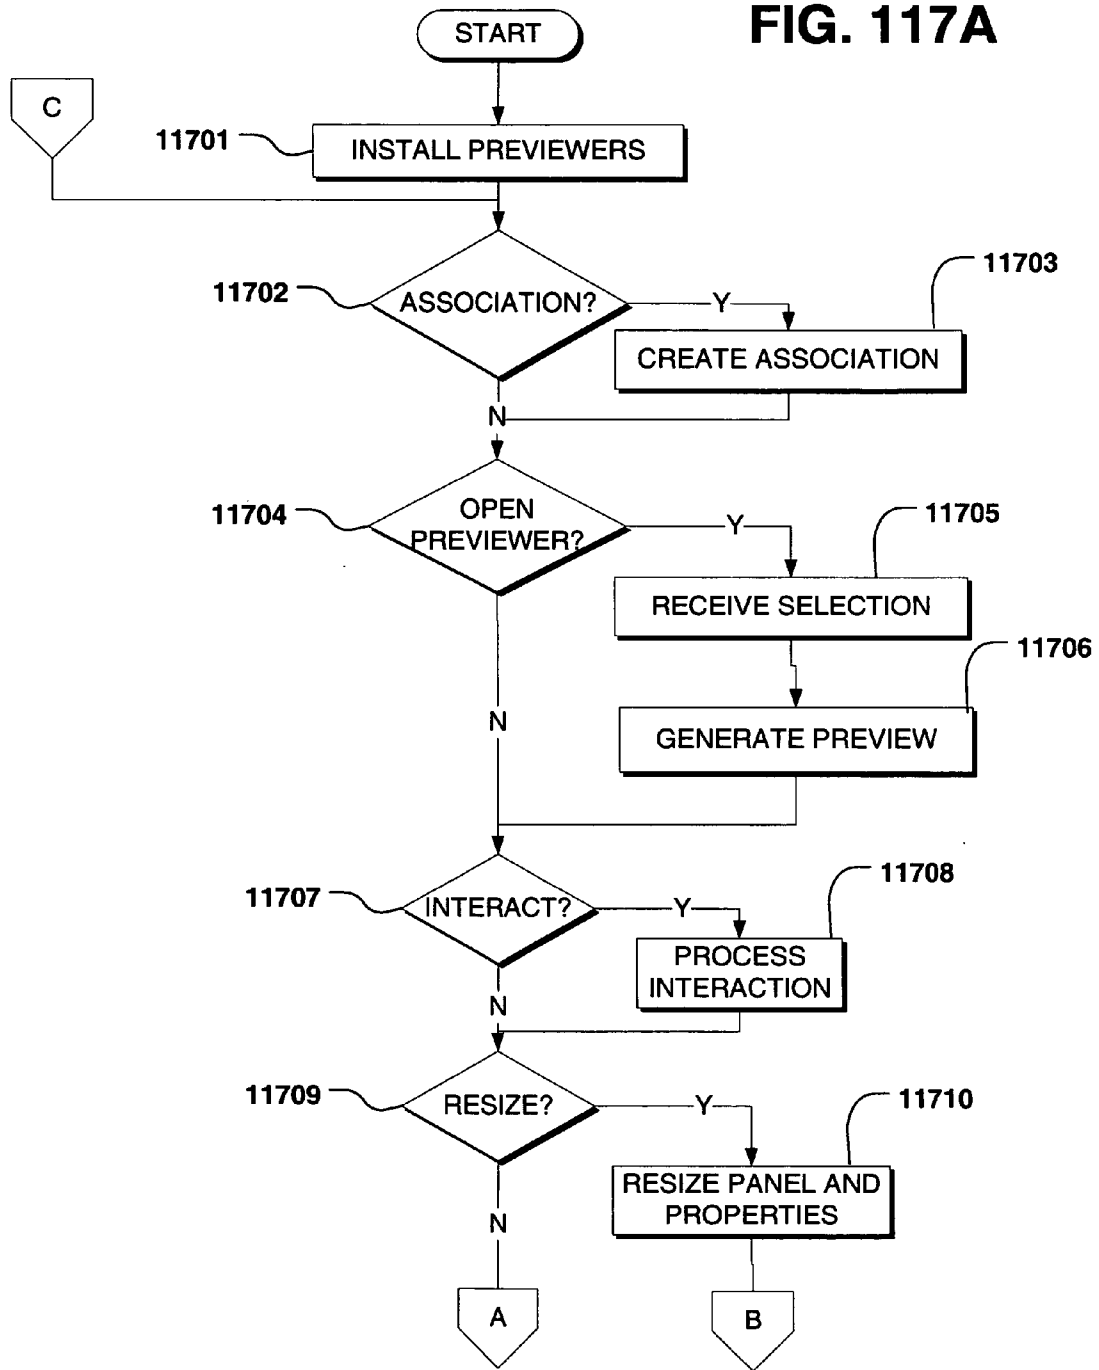 FIG. 117A
START
C
11701
INSTALL PREVIEWERS
11702
ASSOCIATION?
Y
11703
CREATE ASSOCIATION
N
11704
OPEN
PREVIEWER?
Y
11705
RECEIVE SELECTION
11706
GENERATE PREVIEW
N
11707
INTERACT?
Y
11708
PROCESS
INTERACTION
N
11709
RESIZE?
Y
11710
RESIZE PANEL AND
PROPERTIES
N
A
B